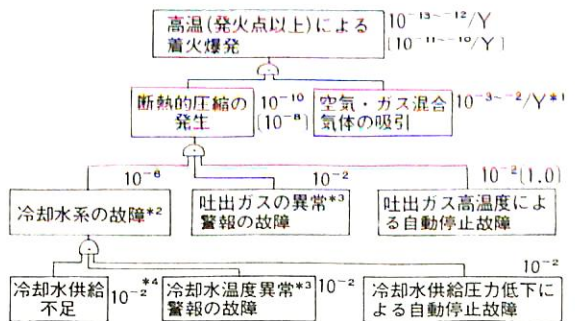 高温(発火点以上)による
着火爆発
10⁻¹³~⁻¹²/Y
[10⁻¹¹~¹⁰/Y]
断熱的圧縮の
発生
10⁻¹⁰
[10⁻⁸]
空気・ガス混合
気体の吸引
10⁻³~⁻²/Y*¹
10⁻⁶
10⁻²
10⁻²[1.0]
冷却水系の故障*²
吐出ガスの異常*³
警報の故障
吐出ガス高温度によ
る自動停止故障
10⁻²
冷却水供給
不足
10⁻²*⁴
冷却水温度異常*³
警報の故障
10⁻²
冷却水供給圧力低下
による自動停止故障